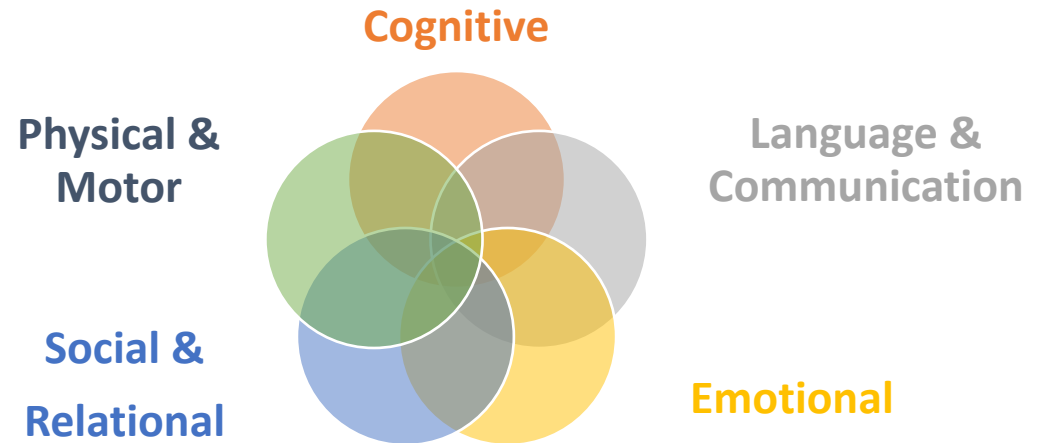 Cognitive
Physical &
Motor
Language &
Communication
Social &
Relational
Emotional